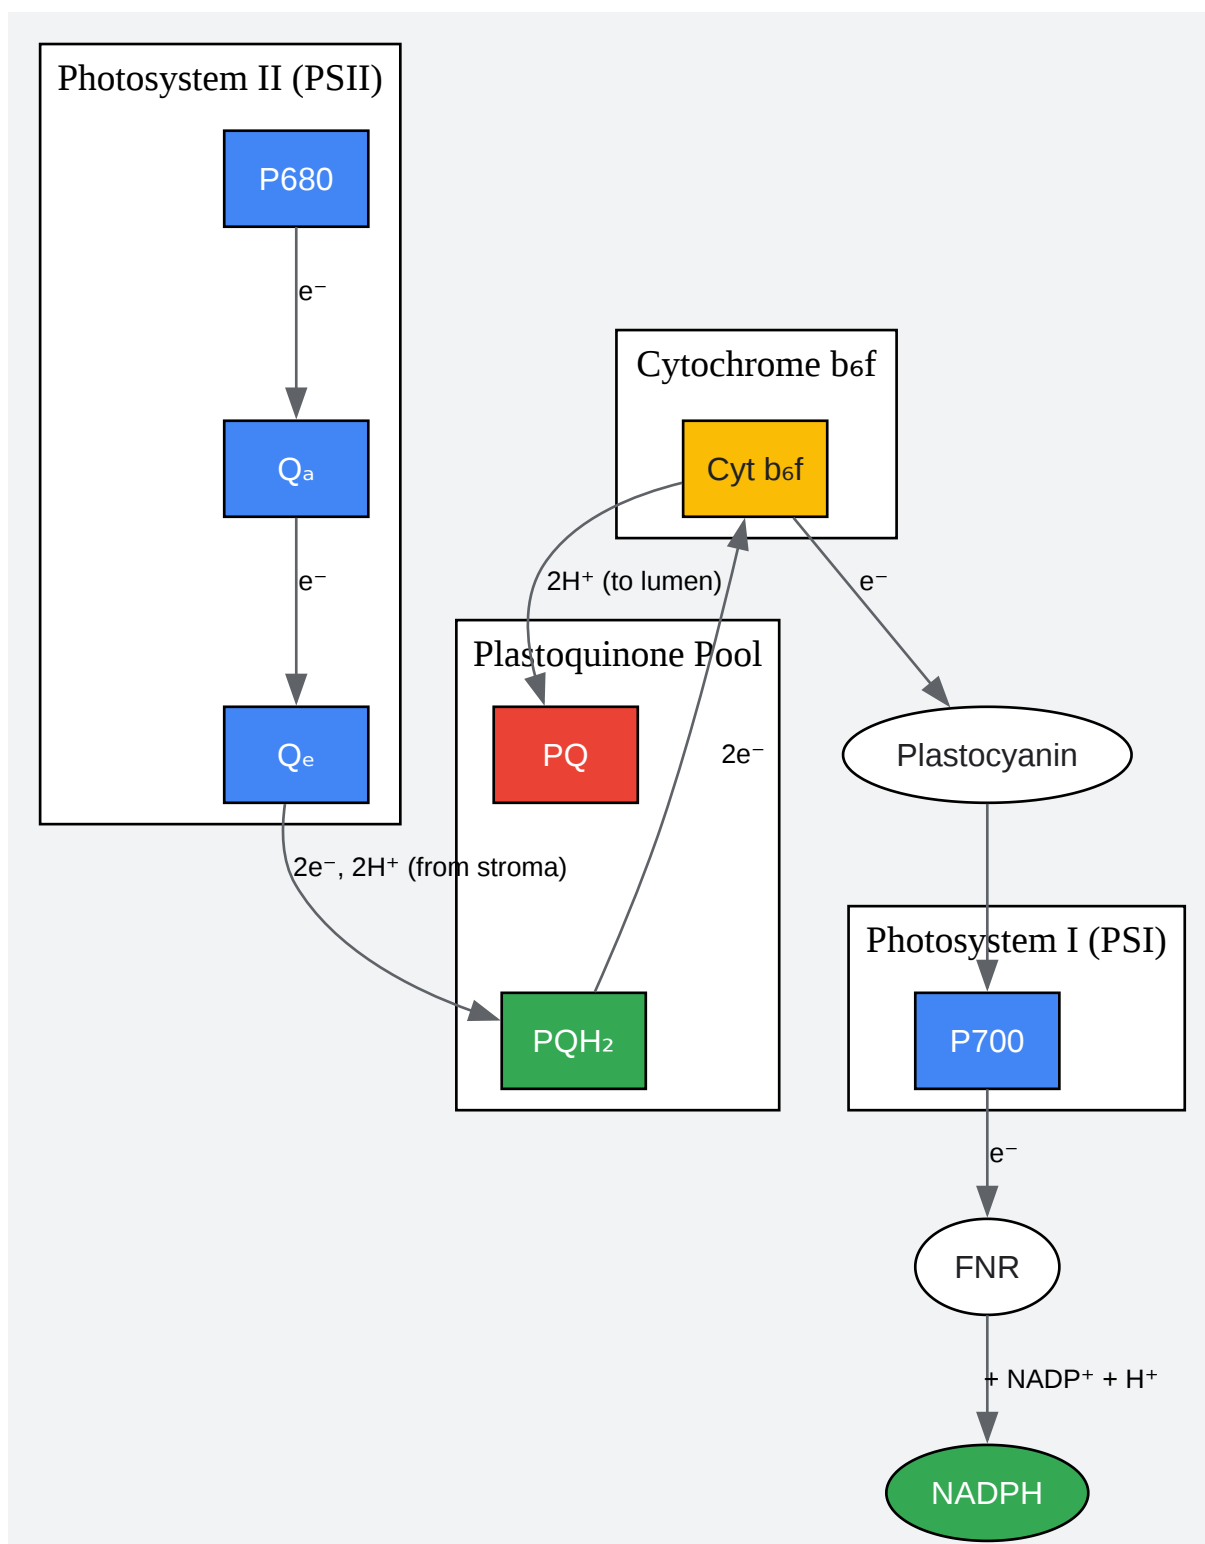 Photosystem II (PSII)
P680
e⁻
Qₐ
e⁻
Qₑ
2e⁻, 2H⁺ (from stroma)
Cytochrome b₆f
Cyt b₆f
2H⁺ (to lumen)
e⁻
Plastoquinone Pool
PQ
2e⁻
PQH₂
Plastocyanin
Photosystem I (PSI)
P700
e⁻
FNR
+ NADP⁺ + H⁺
NADPH